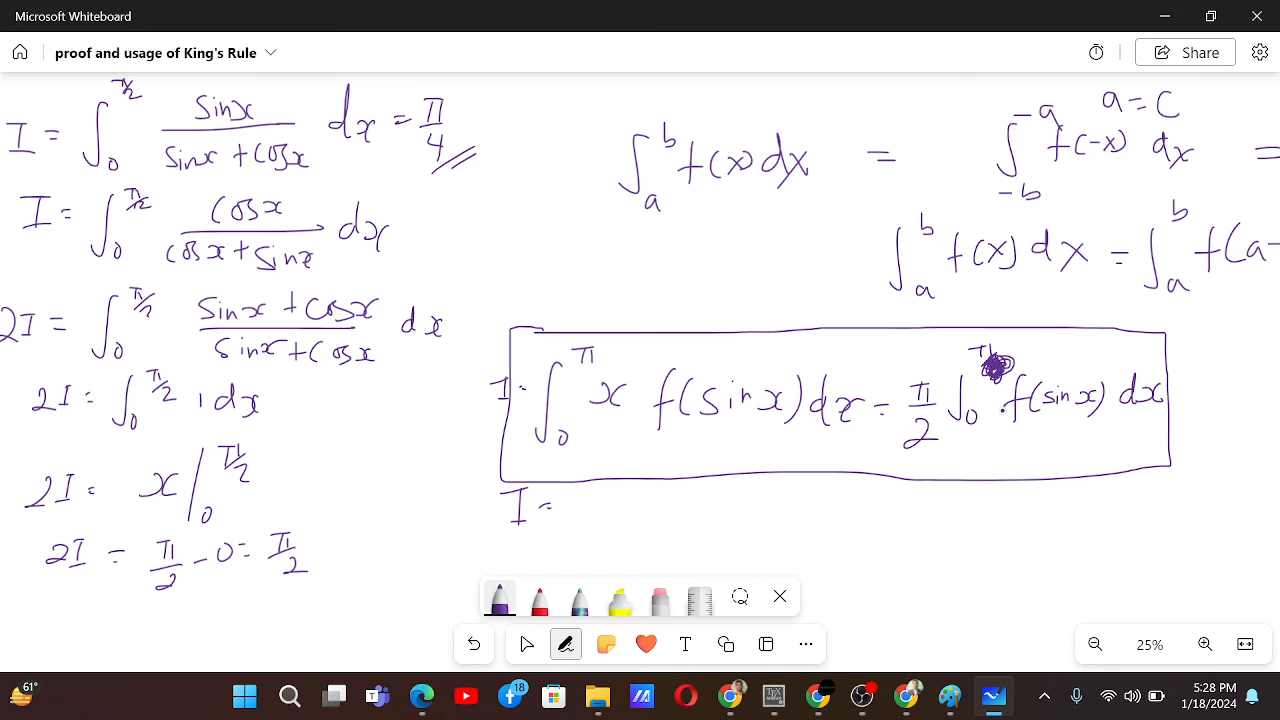 Microsoft Whiteboard
proof and usage of King's Rule
Share
I = ∫₀^(π/2) sinx / (sinx + cosx) dx = π/4
I = ∫₀^(π/2) cosx / (cosx + sinx) dx
2I = ∫₀^(π/2) (sinx + cosx) / (sinx + cosx) dx
2I = ∫₀^(π/2) 1 dx
2I = x |₀^(π/2)
2I = π/2 - 0 = π/2
a = c
∫ₐᵇ f(x) dx = ∫₋ᵇ⁻ᵃ f(-x) dx =
∫ₐᵇ f(x) dx = ∫ₐᵇ f(a-
I = ∫₀^π x f(sinx) dx = π/2 ∫₀^π f(sinx) dx
I =
25%
61°
18
5:28 PM
1/18/2024